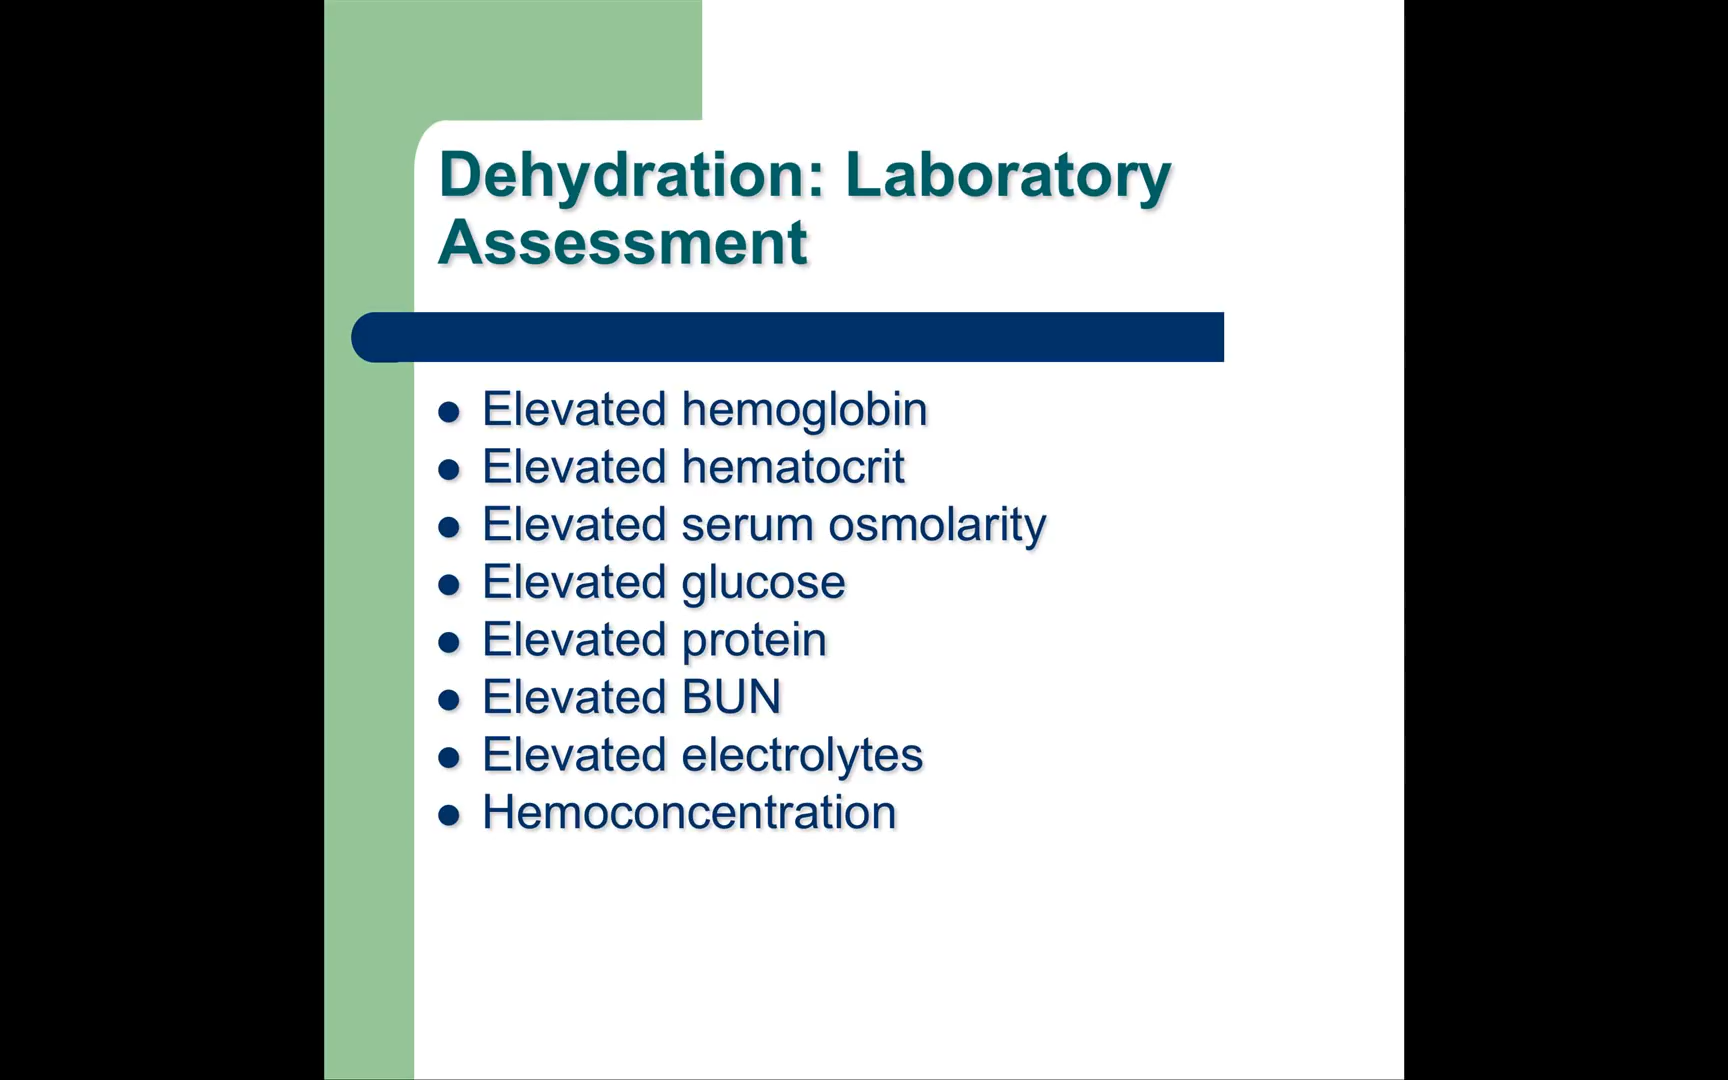 Dehydration: Laboratory
Assessment
Elevated hemoglobin
Elevated hematocrit
Elevated serum osmolarity
Elevated glucose
Elevated protein
Elevated BUN
Elevated electrolytes
Hemoconcentration